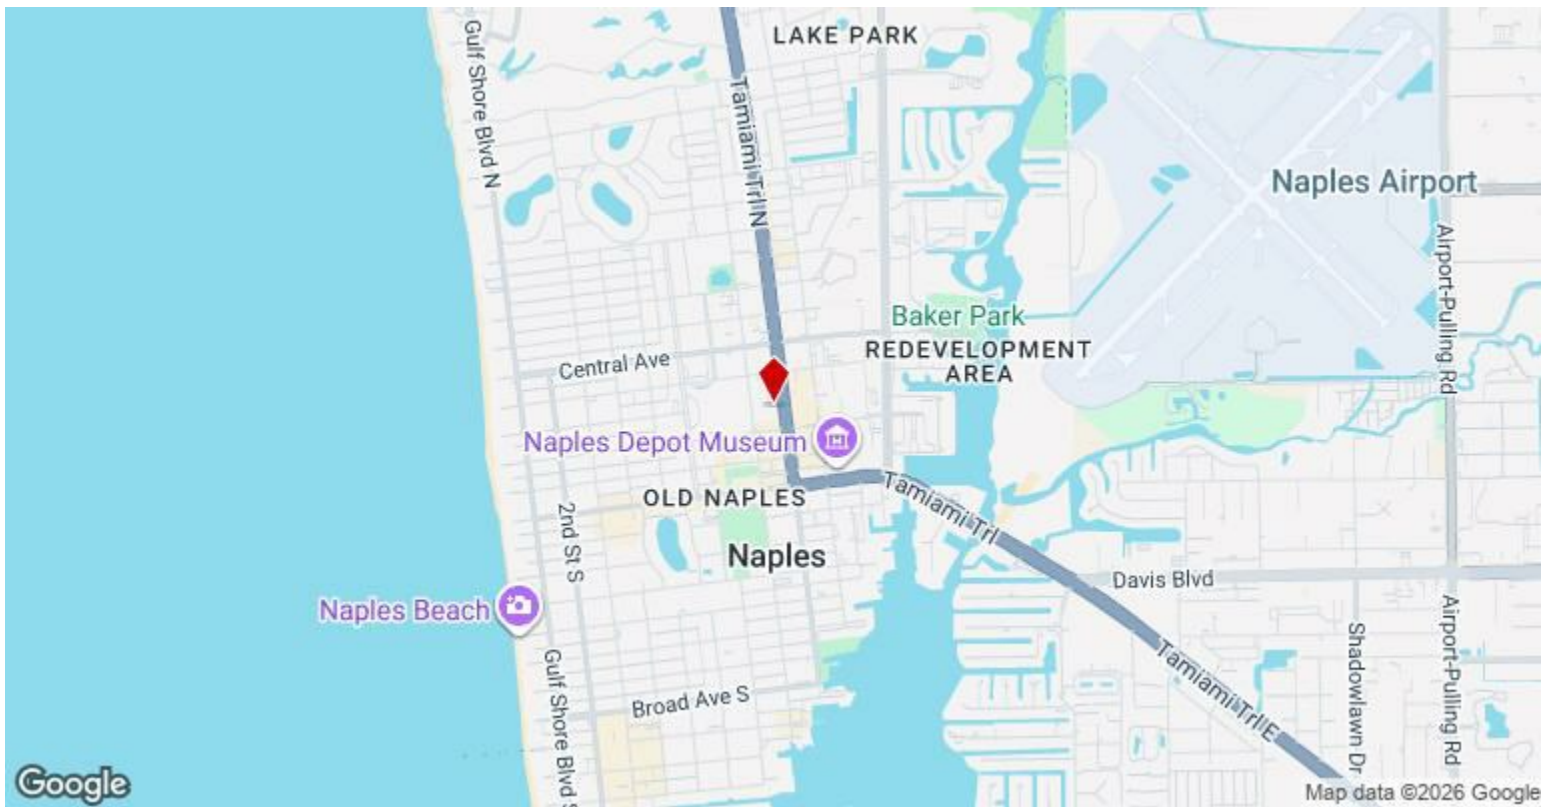 LAKE PARK
Gulf Shore Blvd N
Tamiami Trl N
Naples Airport
Airport-Pulling Rd
Baker Park
REDEVELOPMENT
AREA
Central Ave
Naples Depot Museum
OLD NAPLES
Tamiami Trl
2nd St S
Naples
Davis Blvd
Naples Beach
Airport-Pulling Rd
Shadowlawn Dr
Tamiami Trl E
Gulf Shore Blvd S
Broad Ave S
Google
Map data ©2026 Google